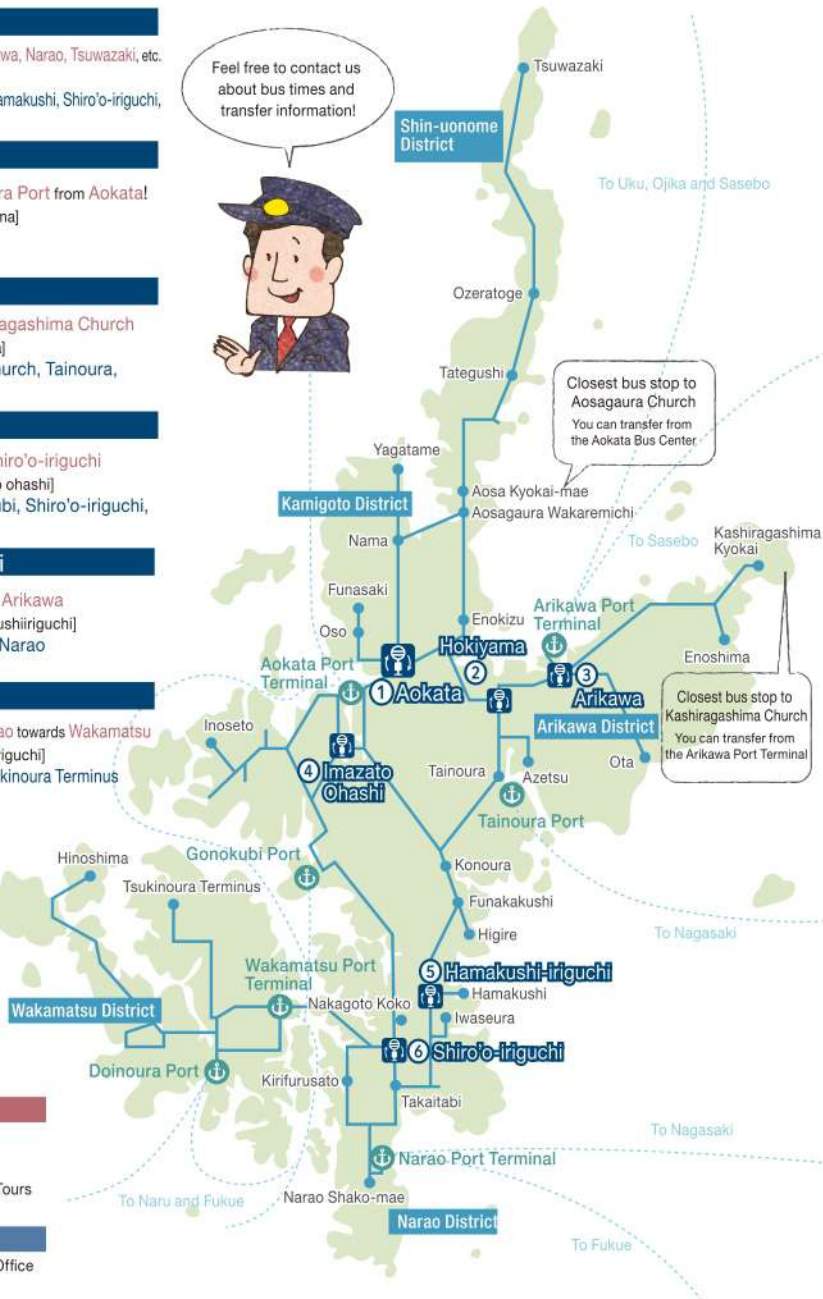 wa, Narao, Tsuwazaki, etc.
amakushi, Shiro'o-iriguchi,
ra Port from Aokata!
na]
agashima Church
a]
urch, Tainoura,
hiro'o-iriguchi
o ohashi]
ubi, Shiro'o-iriguchi,
i
Arikawa
ushiiriguchi]
Narao
ao towards Wakamatsu
riguchi]
kinoura Terminus
Tours
Office
Feel free to contact us
about bus times and
transfer information!
Tsuwazaki
Shin-uonome
District
To Uku, Ojika and Sasebo
Ozeratoge
Tategushi
Closest bus stop to
Aosagaura Church
You can transfer from
the Aokata Bus Center
Yagatame
Aosa Kyokai-mae
Kamigoto District
Aosagaura Wakaremichi
Nama
To Sasebo
Kashiragashima
Kyokai
Funasaki
Enokizu
Arikawa Port
Terminal
Oso
Hokiyama
2
Enoshima
Aokata Port
Terminal
1 Aokata
3
Arikawa
Closest bus stop to
Kashiragashima Church
You can transfer from
the Arikawa Port Terminal
Arikawa District
Inoseto
4 Imazato
Ohashi
Tainoura
Azetsu
Ota
Tainoura Port
Gonokubi Port
Hinoshima
Konoura
Tsukinoura Terminus
Funakakushi
Higire
To Nagasaki
Wakamatsu Port
Terminal
5 Hamakushi-iriguchi
Hamakushi
Wakamatsu District
Nakagoto Koko
Iwaseura
6 Shiro'o-iriguchi
Doinoura Port
Kirifurusato
Takaitabi
To Nagasaki
Narao Port Terminal
To Naru and Fukue
Narao Shako-mae
Narao District
To Fukue